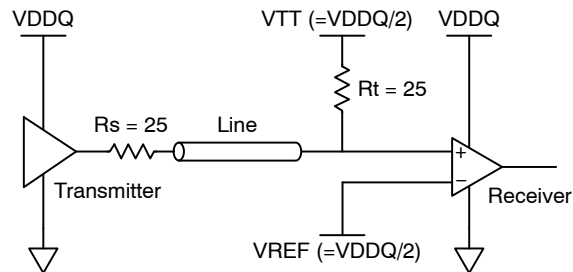 VDDQ
VTT (=VDDQ/2)
VDDQ
Rt = 25
Rs = 25
Line
+
−
Transmitter
Receiver
VREF (=VDDQ/2)